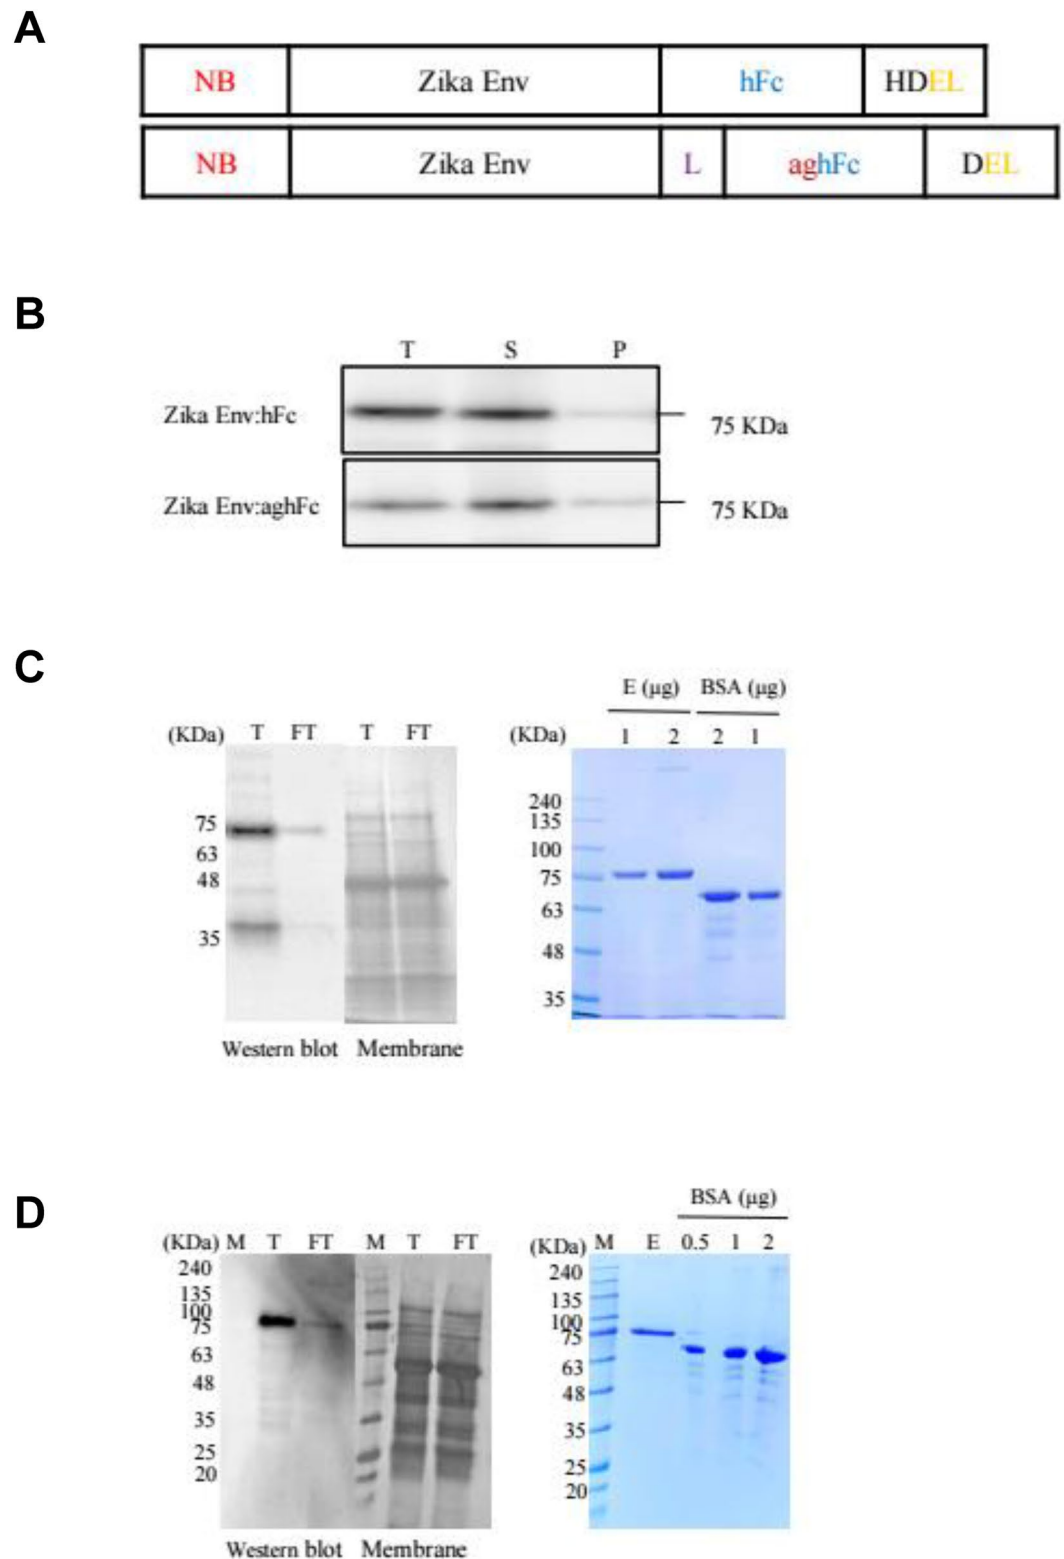 A
NB Zika Env hFc HDEL
NB Zika Env L aghFc DEL
B
T S P
Zika Env:hFc 75 KDa
Zika Env:aghFc 75 KDa
C
E (μg) BSA (μg)
(KDa) T FT T FT (KDa) 1 2 2 1
75
63
48
35
240
135
100
75
63
48
35
Western blot Membrane
D
BSA (μg)
(KDa) M T FT M T FT (KDa) M E 0.5 1 2
240
135
100
75
63
48
35
25
20
240
135
100
75
63
48
35
25
20
Western blot Membrane